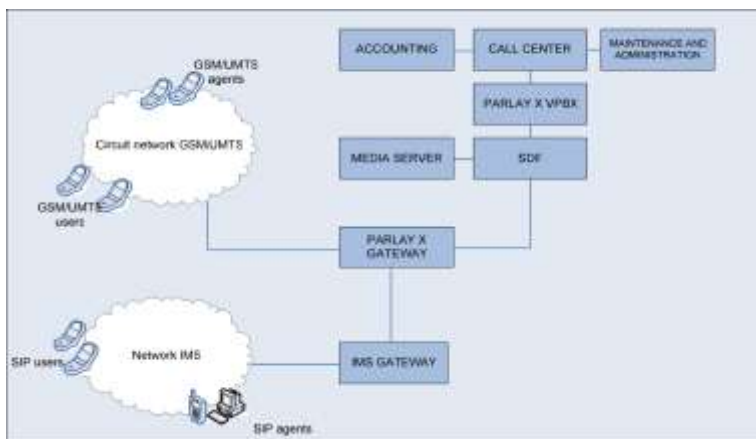 ACCOUNTING
CALL CENTER
MAINTENANCE AND
ADMINISTRATION
GSM/UMTS
agents
PARLAY X VPBX
Circuit network GSM/UMTS
MEDIA SERVER
SDF
GSM/UMTS
users
PARLAY X
GATEWAY
Network IMS
SIP users
IMS GATEWAY
SIP agents